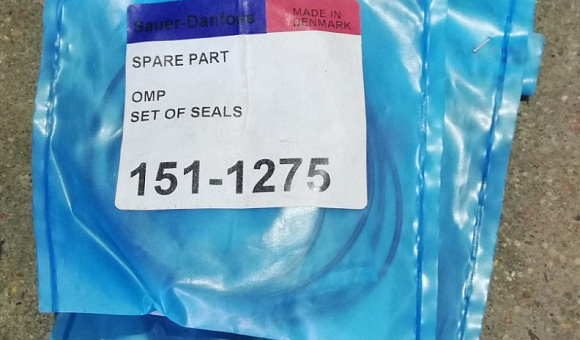 Sauer-Danfoss
MADE IN
DENMARK
SPARE PART
OMP
SET OF SEALS
151-1275